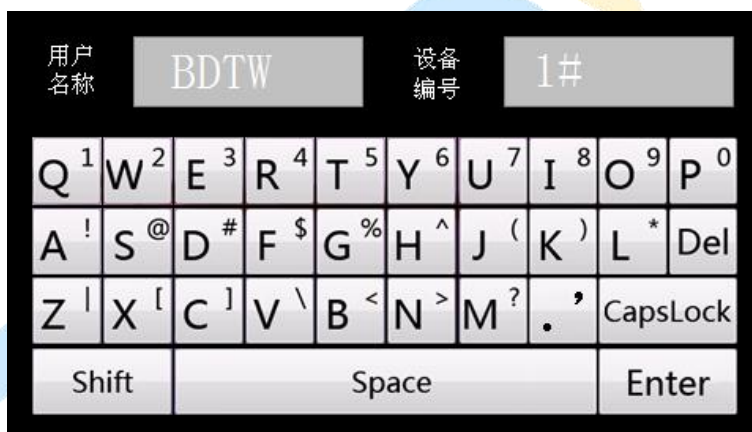 用户名称 BDTW 设备编号 1#
Q 1 W 2 E 3 R 4 T 5 Y 6 U 7 I 8 O 9 P 0
A ! S @ D # F $ G % H ^ J ( K ) L * Del
Z | X [ C ] V \ B < N > M ? . , CapsLock
Shift Space Enter